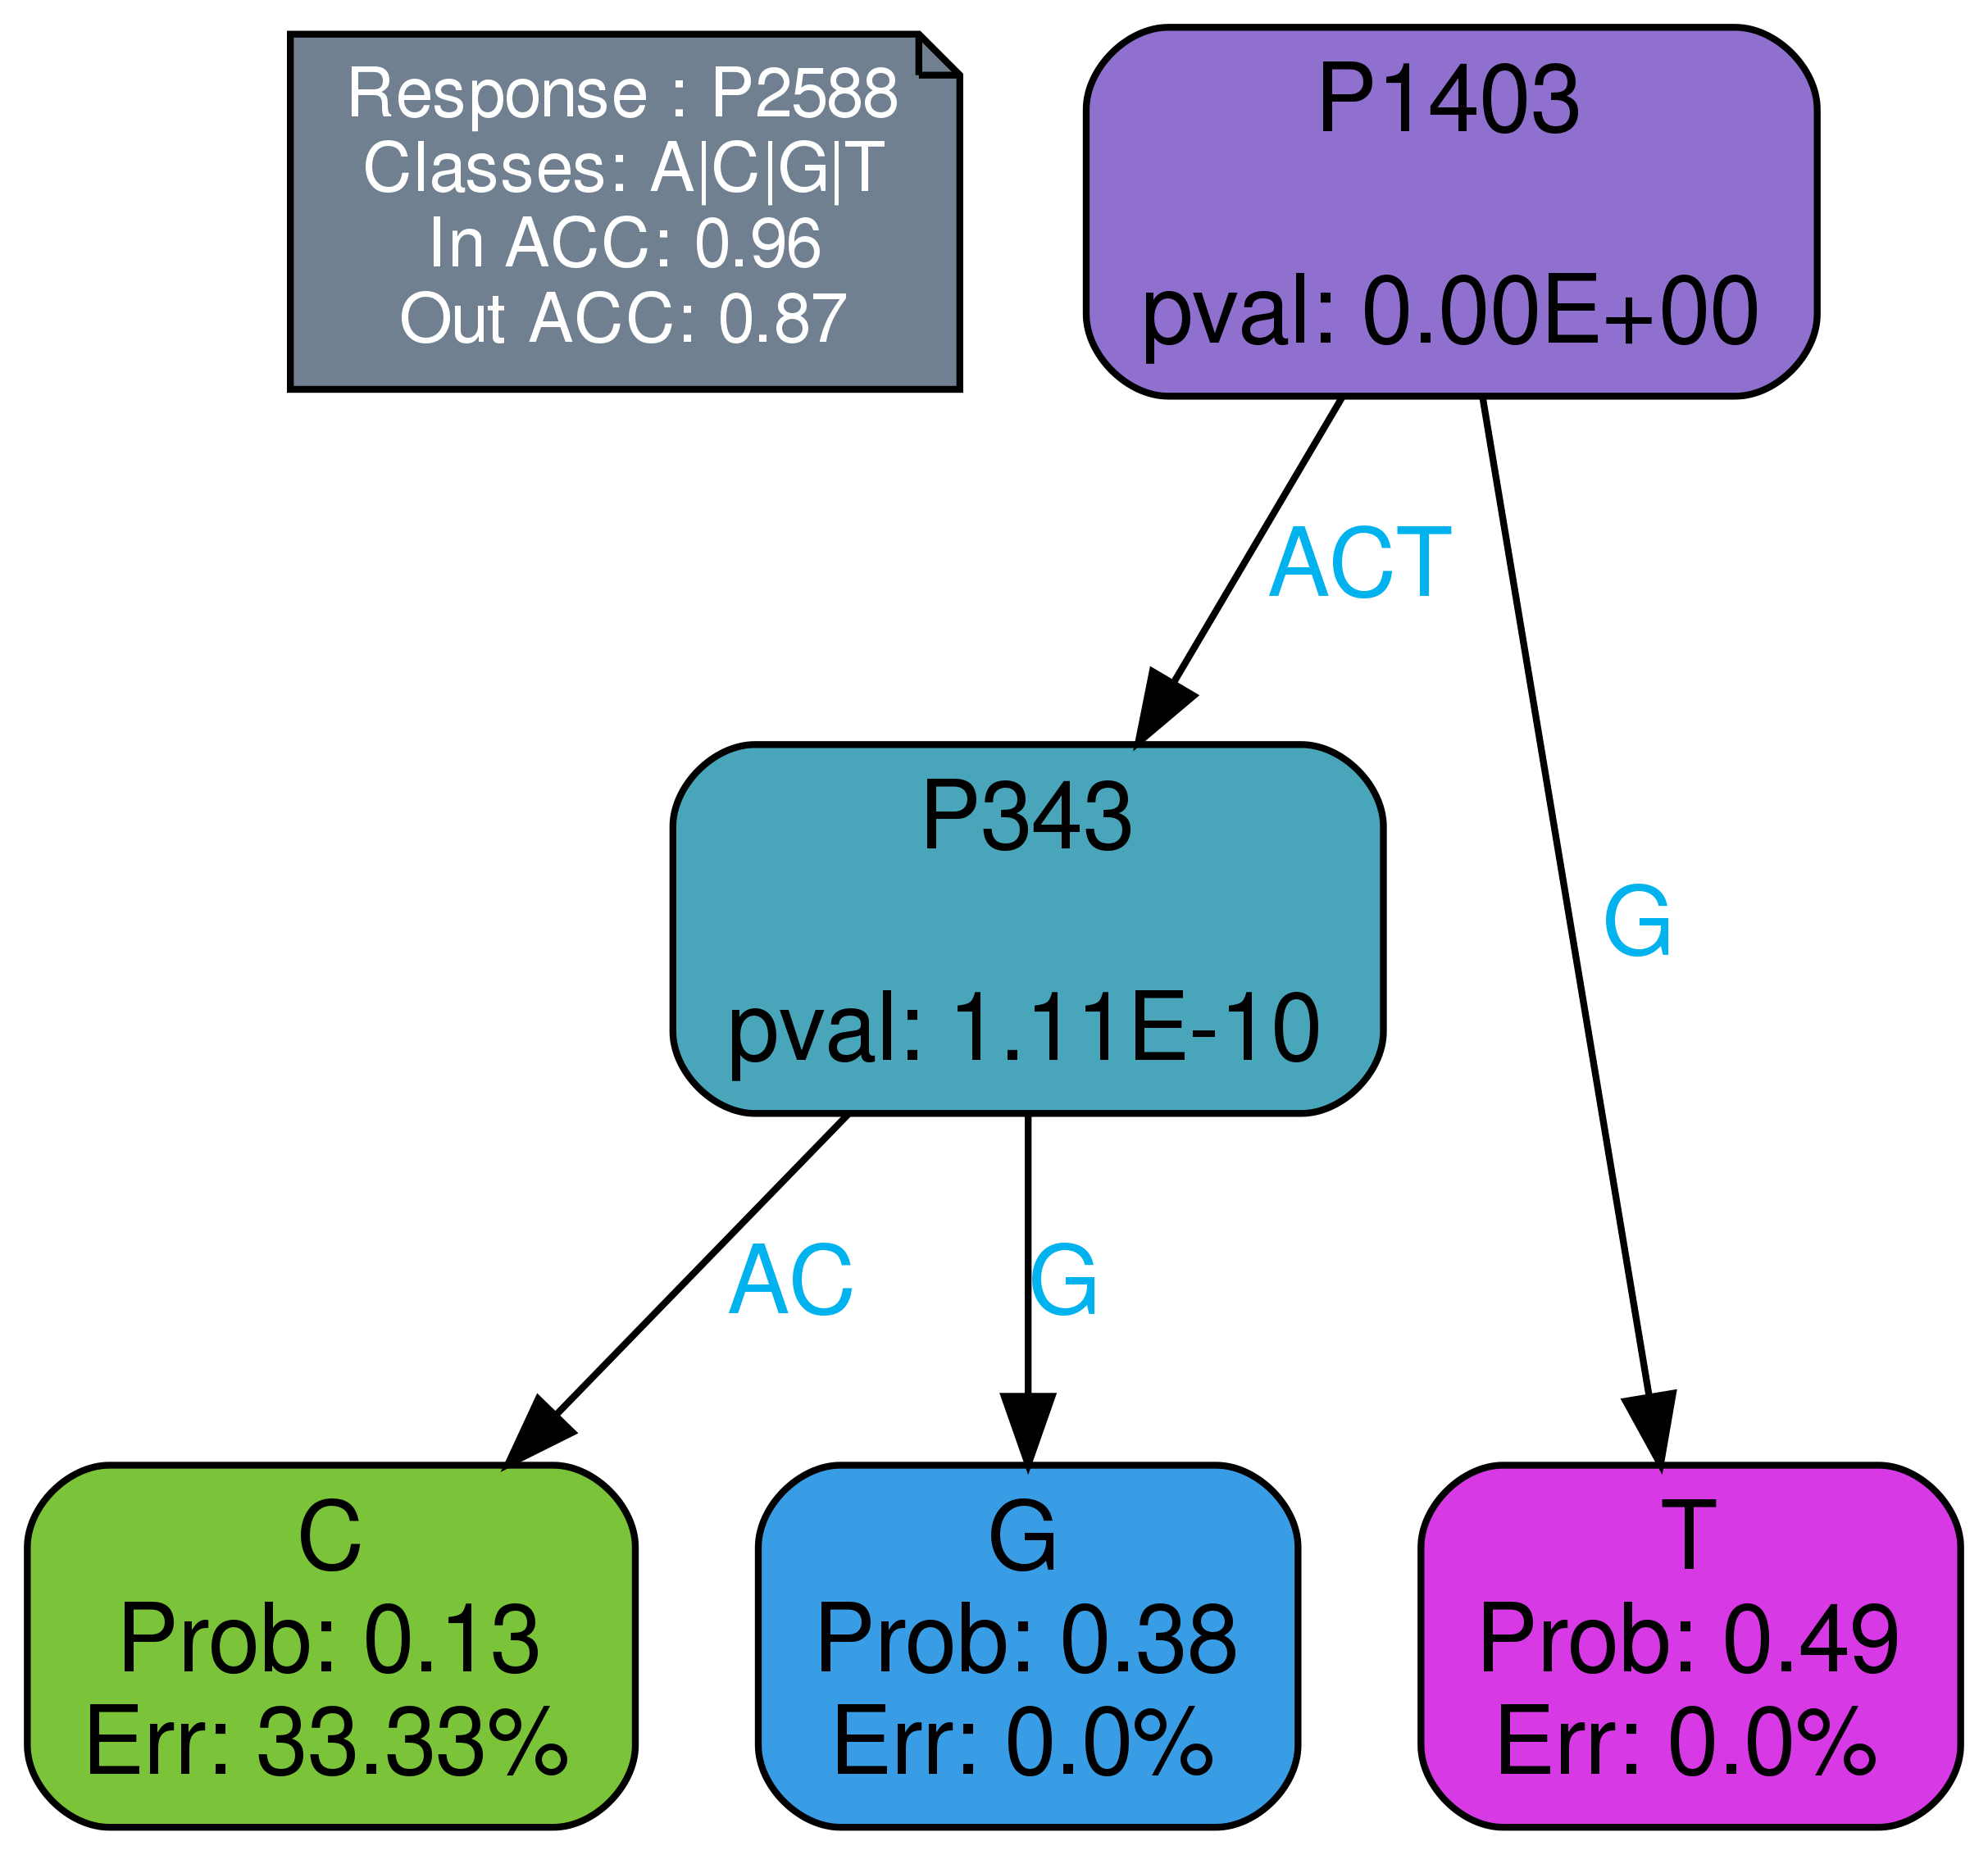 Response : P2588
Classes: A|C|G|T
In ACC: 0.96
Out ACC: 0.87
P1403
pval: 0.00E+00
ACT
P343
pval: 1.11E-10
G
AC
G
C
Prob: 0.13
Err: 33.33%
G
Prob: 0.38
Err: 0.0%
T
Prob: 0.49
Err: 0.0%